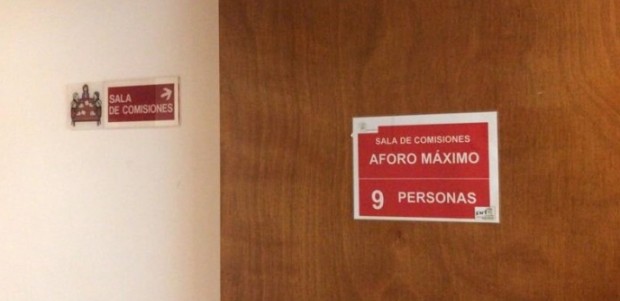 SALA
DE COMISIONES
SALA DE COMISIONES
AFORO MÁXIMO
9 PERSONAS